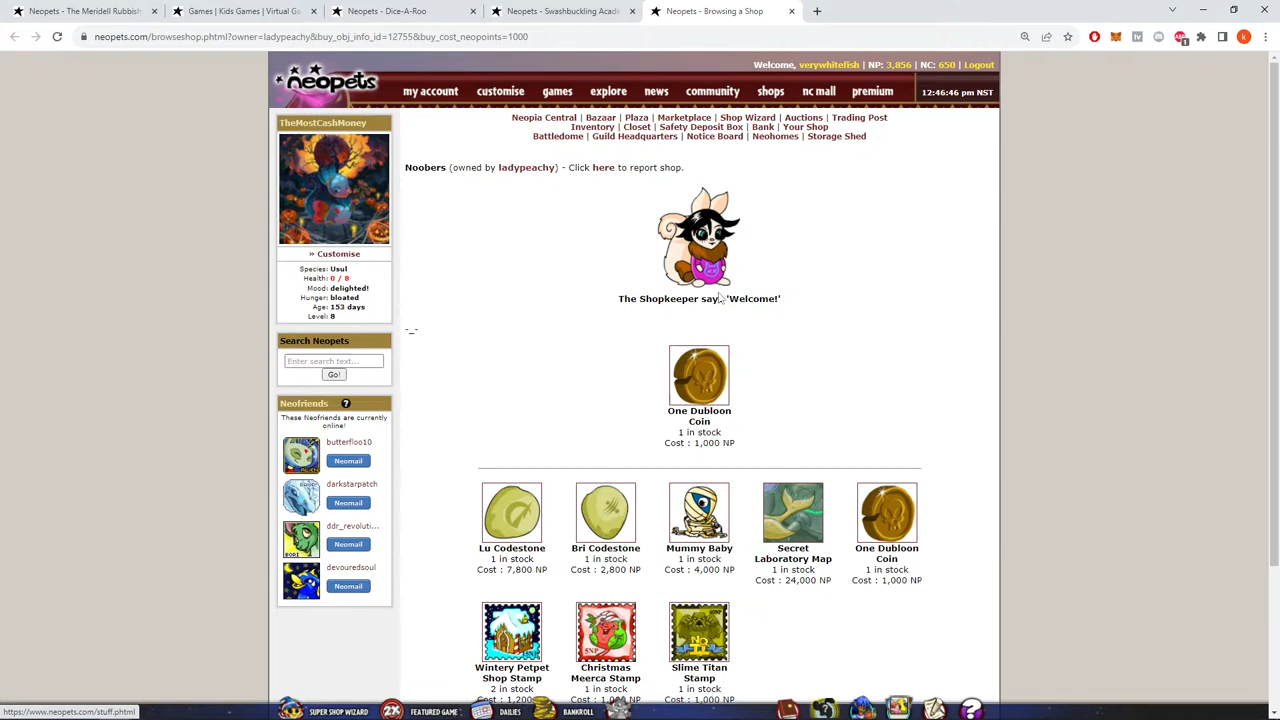 Neopets - The Meridell Rubbish
Games | Kids Games | Virtual Ge
Neopets - Dice-A-Roo
Neopets - Swashbuckling Acade
Neopets - Browsing a Shop
neopets.com/browseshop.phtml?owner=ladypeachy&buy_obj_info_id=12755&buy_cost_neopoints=1000
neopets
Welcome, verywhitefish | NP: 3,856 | NC: 650 | Logout
my account customise games explore news community shops nc mall premium 12:46:46 pm NST
TheMostCashMoney
» Customise
Species: Usul
Health: 0 / 8
Mood: delighted!
Hunger: bloated
Age: 153 days
Level: 8
Search Neopets
Enter search text...
Go!
Neofriends ?
These Neofriends are currently
online!
butterfloo10
Neomail
darkstarpatch
Neomail
ddr_revoluti...
Neomail
devouredsoul
Neomail
Neopia Central | Bazaar | Plaza | Marketplace | Shop Wizard | Auctions | Trading Post
Inventory | Closet | Safety Deposit Box | Bank | Your Shop
Battledome | Guild Headquarters | Notice Board | Neohomes | Storage Shed
Noobers (owned by ladypeachy) - Click here to report shop.
The Shopkeeper says 'Welcome!'
-_-
One Dubloon
Coin
1 in stock
Cost : 1,000 NP
Lu Codestone
1 in stock
Cost : 7,800 NP
Bri Codestone
1 in stock
Cost : 2,800 NP
Mummy Baby
1 in stock
Cost : 4,000 NP
Secret
Laboratory Map
1 in stock
Cost : 24,000 NP
One Dubloon
Coin
1 in stock
Cost : 1,000 NP
Wintery Petpet
Shop Stamp
2 in stock
Christmas
Meerca Stamp
1 in stock
Slime Titan
Stamp
1 in stock
https://www.neopets.com/stuff.phtml
SUPER SHOP WIZARD
2X FEATURED GAME
DAILIES
BANKROLL